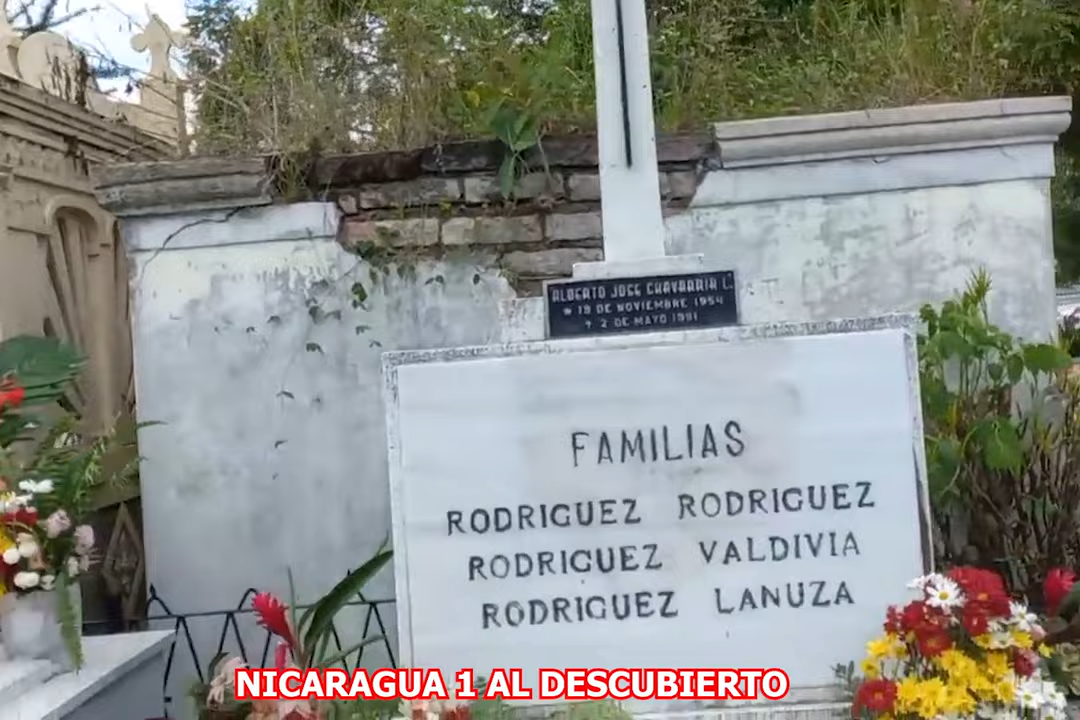 ALBERTO JOSE CHAVARRIA L.
* 19 DE NOVIEMBRE 1954
† 2 DE MAYO 1991
FAMILIAS
RODRIGUEZ RODRIGUEZ
RODRIGUEZ VALDIVIA
RODRIGUEZ LANUZA
NICARAGUA 1 AL DESCUBIERTO